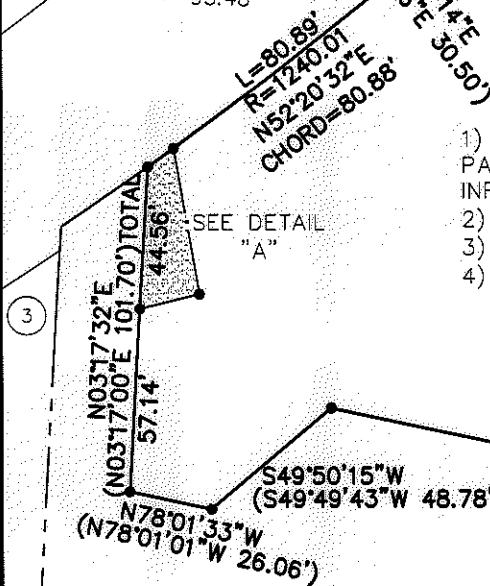 L=80.89'
R=1240.01
N52°20'32"E
CHORD=80.88'
14"E
"E 30.50')
1)
PA
INF
2)
3)
4)
SEE DETAIL
"A"
N03°17'32"E
(N03°17'00"E 101.70')TOTAL
44.56'
57.14'
3
S49°50'15"W
(S49°49'43"W 48.78'
N78°01'33"W
(N78°01'01"W 26.06')